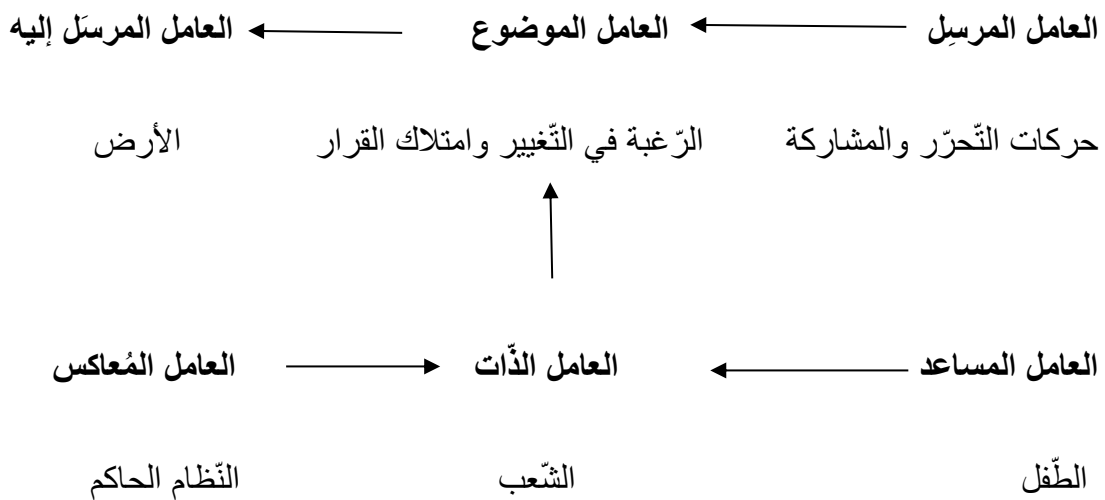 العامل المرسِل العامل الموضوع العامل المرسَل إليه
حركات التّحرّر والمشاركة الرّغبة في التّغيير وامتلاك القرار الأرض
العامل المساعد العامل الذّات العامل المُعاكس
الطّفل الشّعب النّظام الحاكم